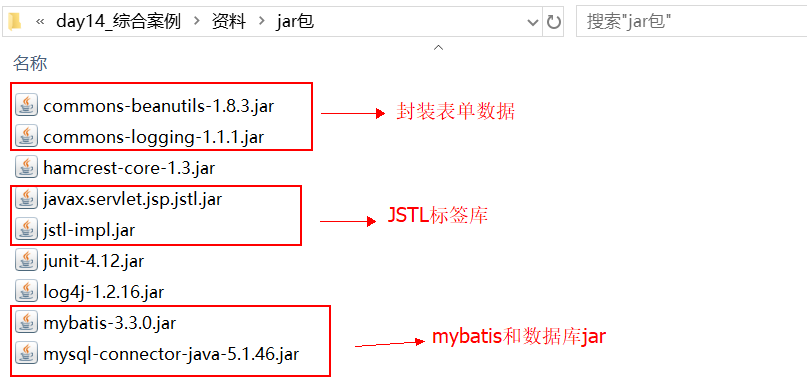 « day14_综合案例 › 资料 › jar包
搜索"jar包"
名称
commons-beanutils-1.8.3.jar
封装表单数据
commons-logging-1.1.1.jar
hamcrest-core-1.3.jar
javax.servlet.jsp.jstl.jar
JSTL标签库
jstl-impl.jar
junit-4.12.jar
log4j-1.2.16.jar
mybatis-3.3.0.jar
mybatis和数据库jar
mysql-connector-java-5.1.46.jar